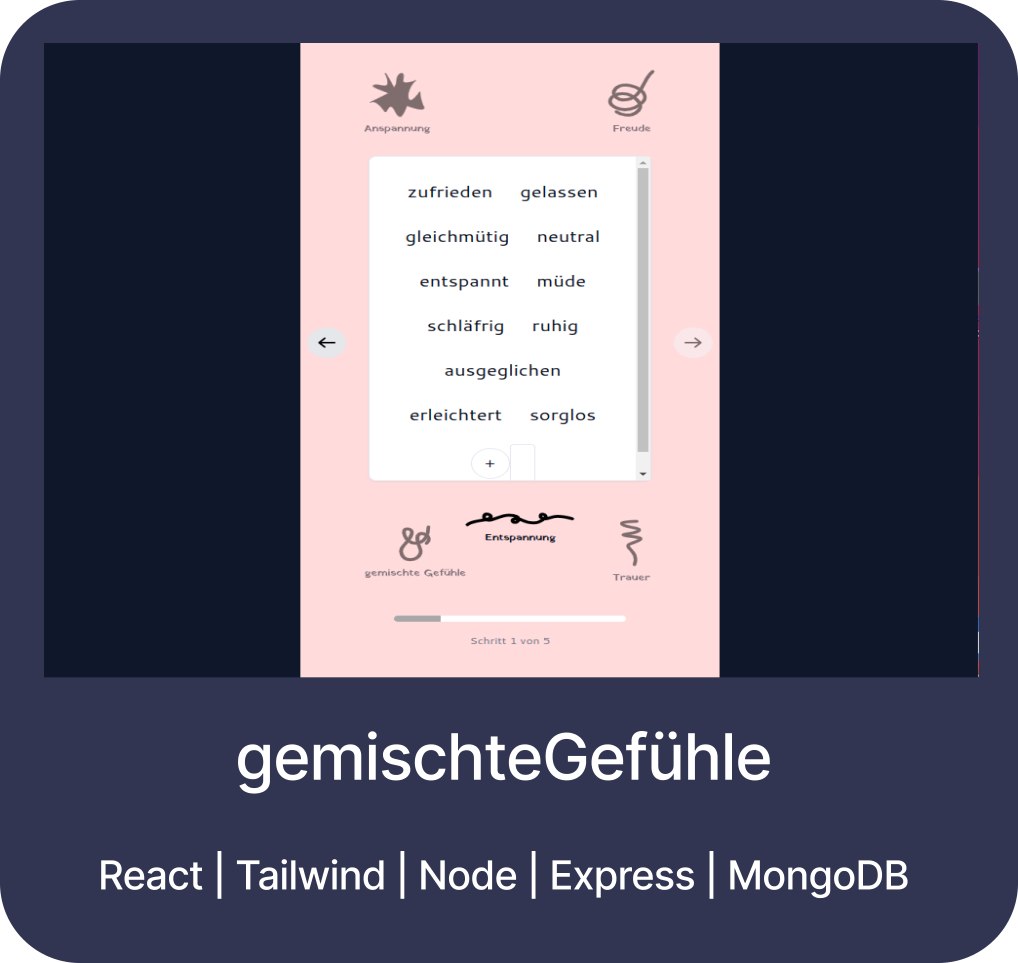 Anspannung Freude
zufrieden gelassen
gleichmütig neutral
entspannt müde
schläfrig ruhig
ausgeglichen
erleichtert sorglos
+
Entspannung
gemischte Gefühle
Trauer
Schritt 1 von 5
gemischteGefühle
React | Tailwind | Node | Express | MongoDB